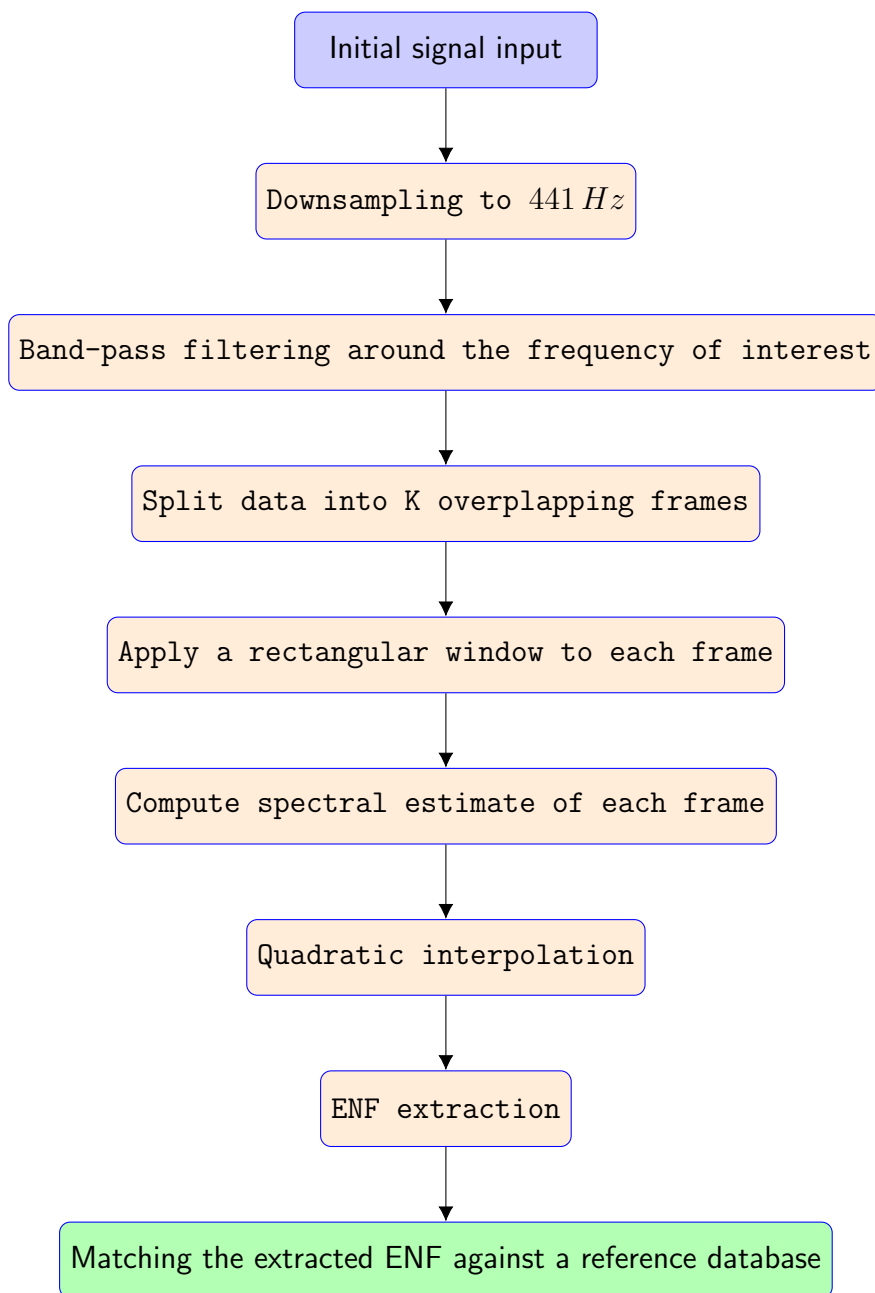 Initial signal input
Downsampling to 441 Hz
Band-pass filtering around the frequency of interest
Split data into K overplapping frames
Apply a rectangular window to each frame
Compute spectral estimate of each frame
Quadratic interpolation
ENF extraction
Matching the extracted ENF against a reference database